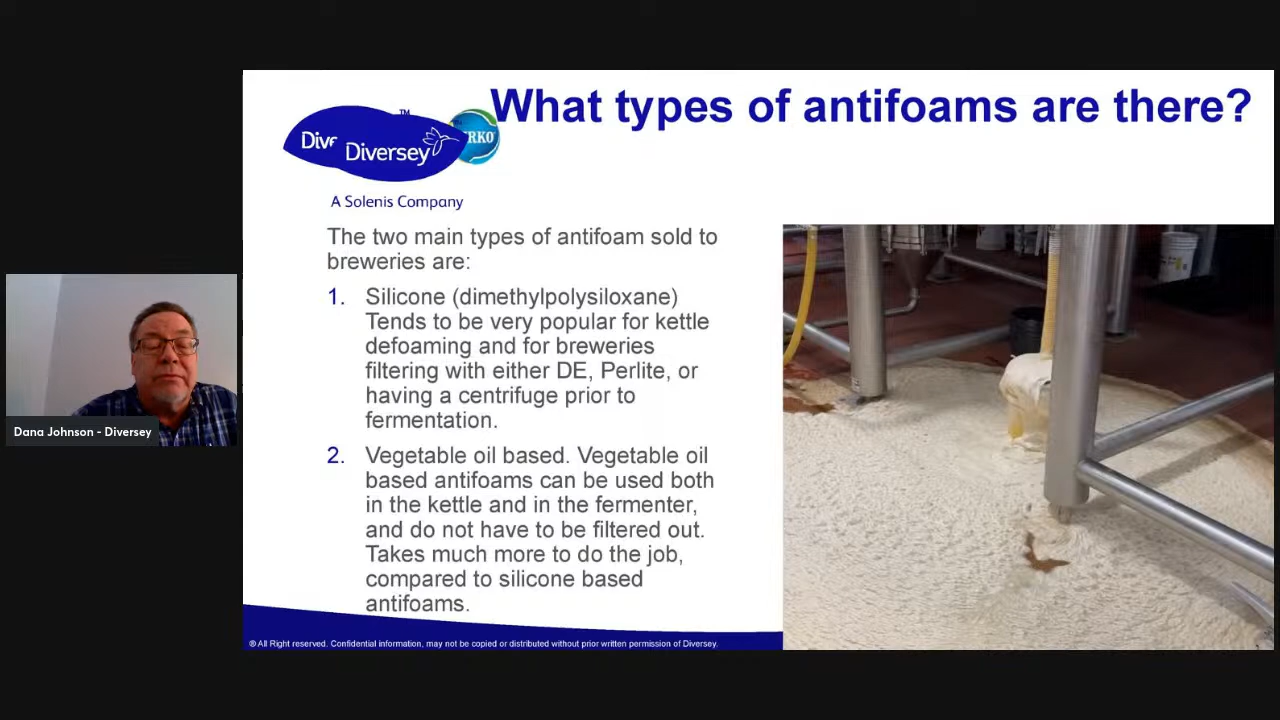 What types of antifoams are there?
TM
Div
Diversey
RKO
A Solenis Company
The two main types of antifoam sold to
breweries are:
1. Silicone (dimethylpolysiloxane)
Tends to be very popular for kettle
defoaming and for breweries
filtering with either DE, Perlite, or
having a centrifuge prior to
fermentation.
2. Vegetable oil based. Vegetable oil
based antifoams can be used both
in the kettle and in the fermenter,
and do not have to be filtered out.
Takes much more to do the job,
compared to silicone based
antifoams.
Dana Johnson - Diversey
® All Right reserved. Confidential information, may not be copied or distributed without prior written permission of Diversey.